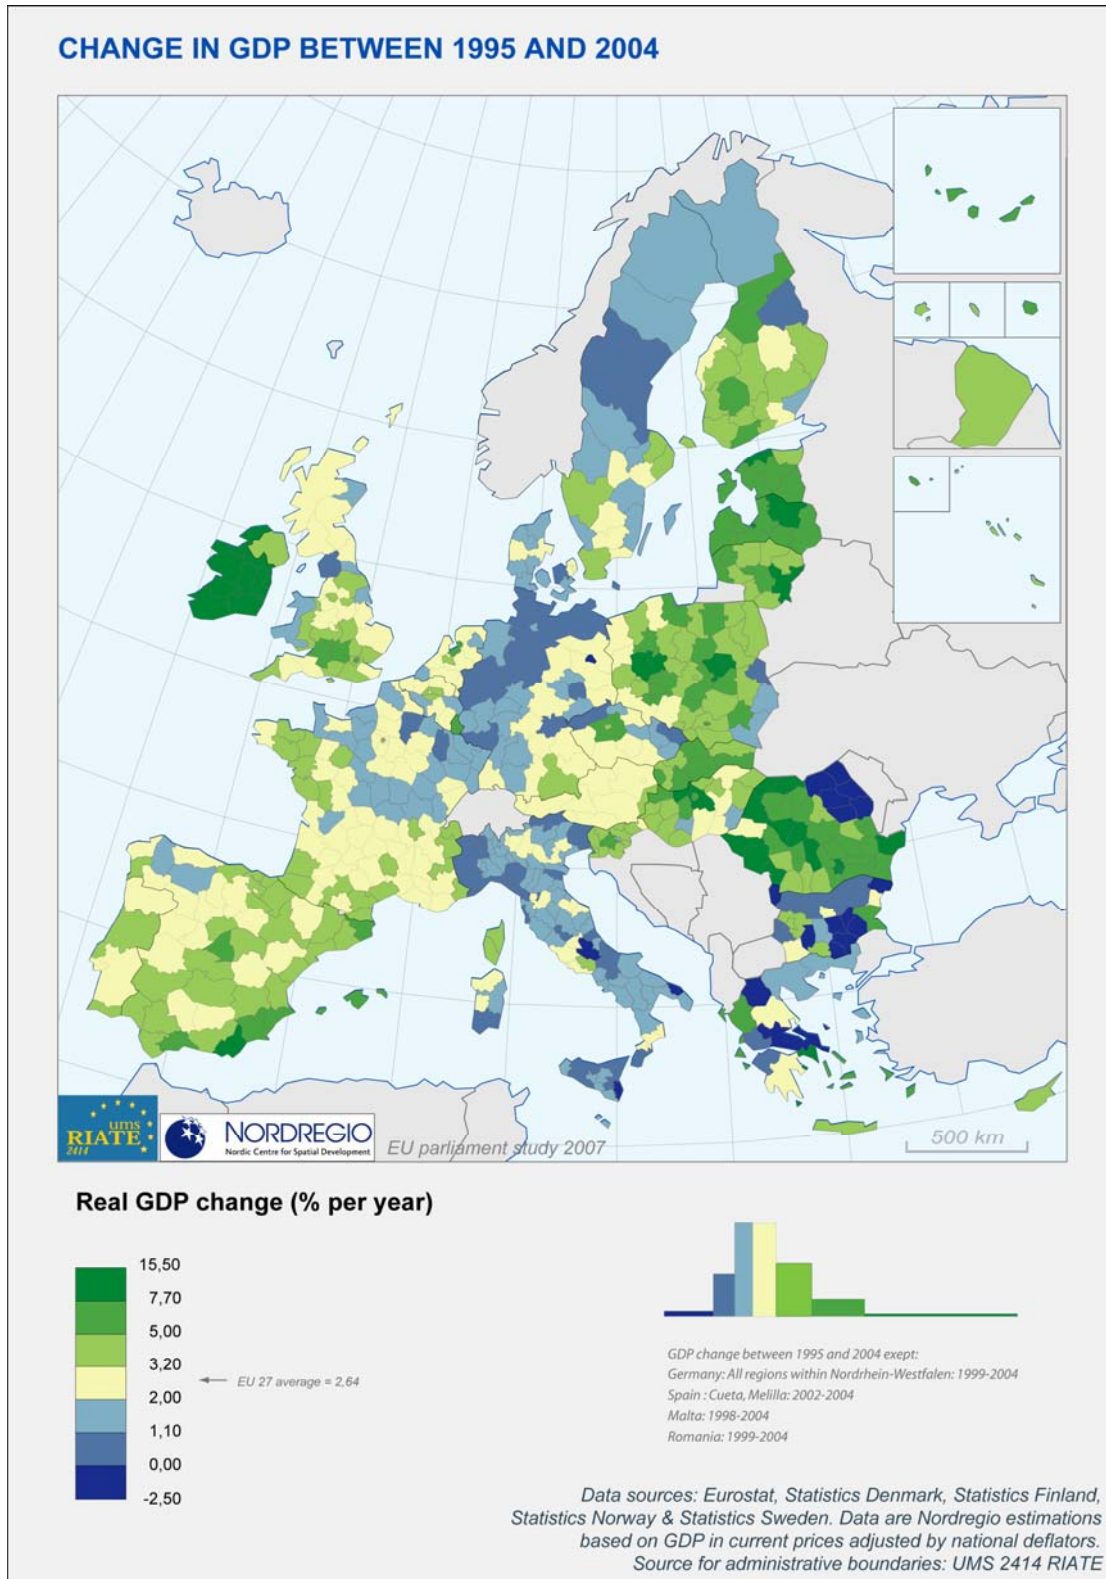 CHANGE IN GDP BETWEEN 1995 AND 2004
ums
RIATE
2414
NORDREGIO
Nordic Centre for Spatial Development
EU parliament study 2007
500 km
Real GDP change (% per year)
15,50
7,70
5,00
3,20
EU 27 average = 2,64
2,00
1,10
0,00
-2,50
GDP change between 1995 and 2004 exept:
Germany: All regions within Nordrhein-Westfalen: 1999-2004
Spain : Cueta, Melilla: 2002-2004
Malta: 1998-2004
Romania: 1999-2004
Data sources: Eurostat, Statistics Denmark, Statistics Finland,
Statistics Norway & Statistics Sweden. Data are Nordregio estimations
based on GDP in current prices adjusted by national deflators.
Source for administrative boundaries: UMS 2414 RIATE